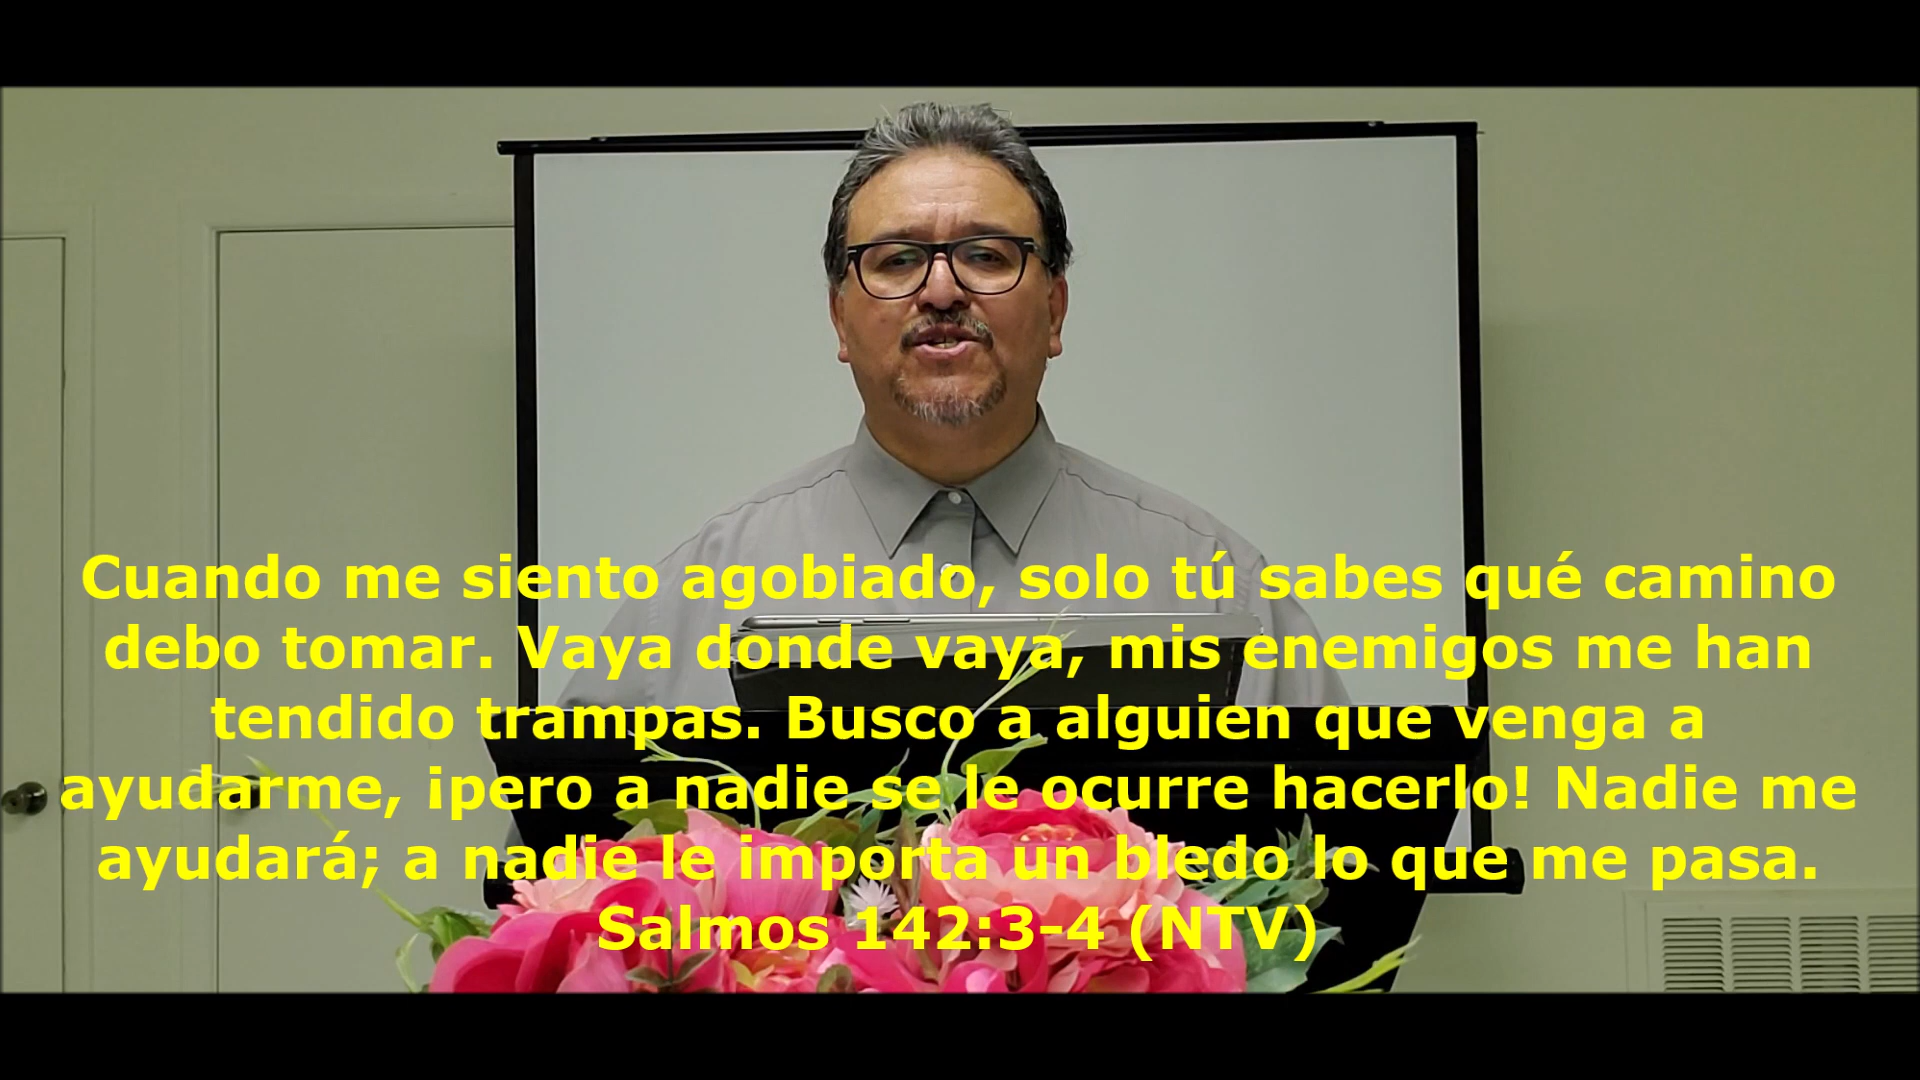 Cuando me siento agobiado, solo tú sabes qué camino
debo tomar. Vaya donde vaya, mis enemigos me han
tendido trampas. Busco a alguien que venga a
ayudarme, ¡pero a nadie se le ocurre hacerlo! Nadie me
ayudará; a nadie le importa un bledo lo que me pasa.
Salmos 142:3-4 (NTV)